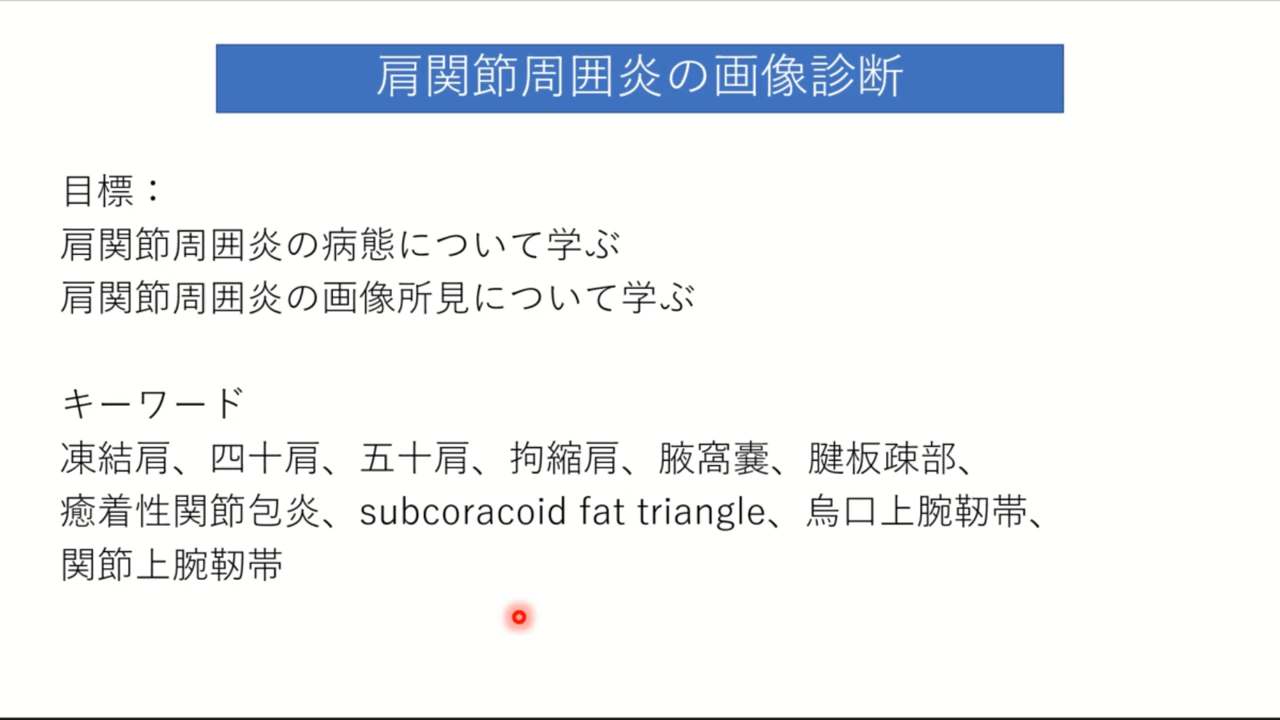 肩関節周囲炎の画像診断
目標：
肩関節周囲炎の病態について学ぶ
肩関節周囲炎の画像所見について学ぶ
キーワード
凍結肩、四十肩、五十肩、拘縮肩、腋窩嚢、腱板疎部、
癒着性関節包炎、subcoracoid fat triangle、烏口上腕靭帯、
関節上腕靭帯